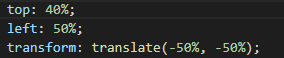 top: 40%;
left: 50%;
transform: translate(-50%, -50%);